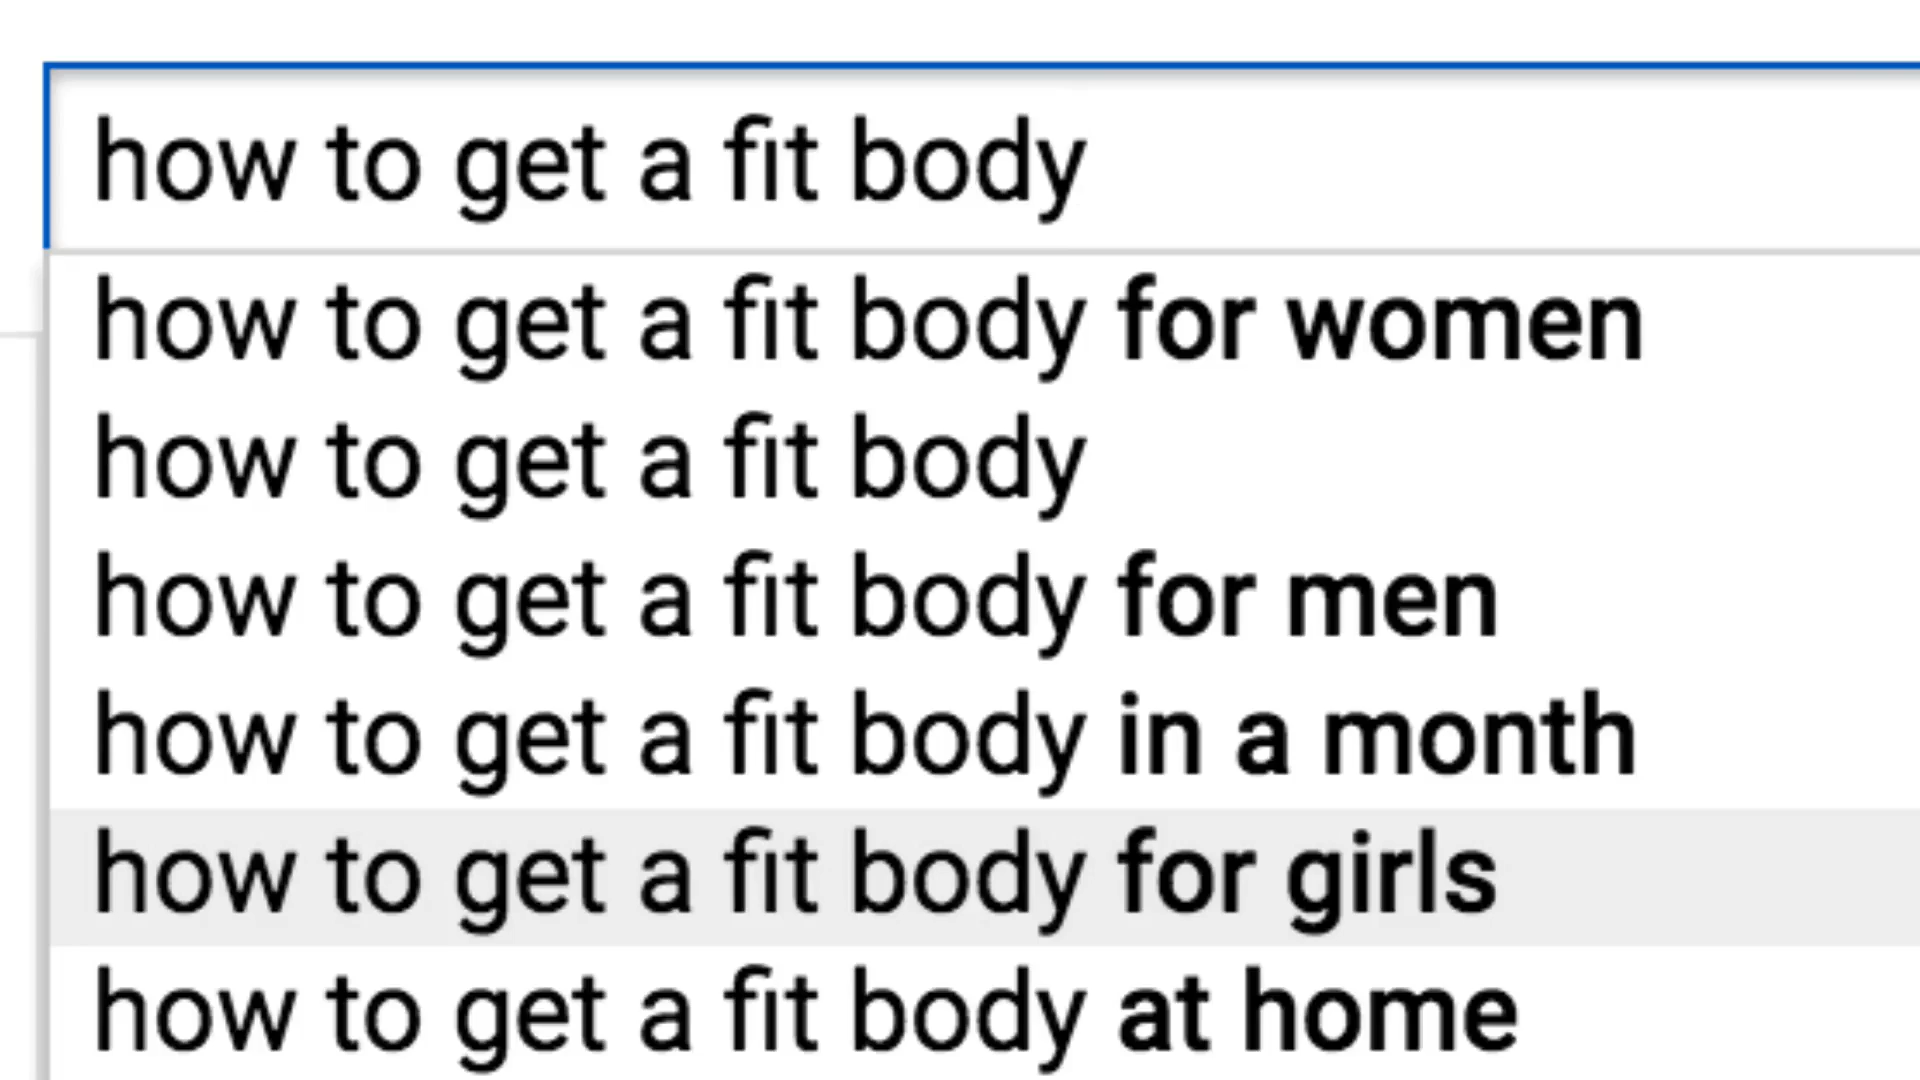 how to get a fit body
how to get a fit body for women
how to get a fit body
how to get a fit body for men
how to get a fit body in a month
how to get a fit body for girls
how to get a fit body at home